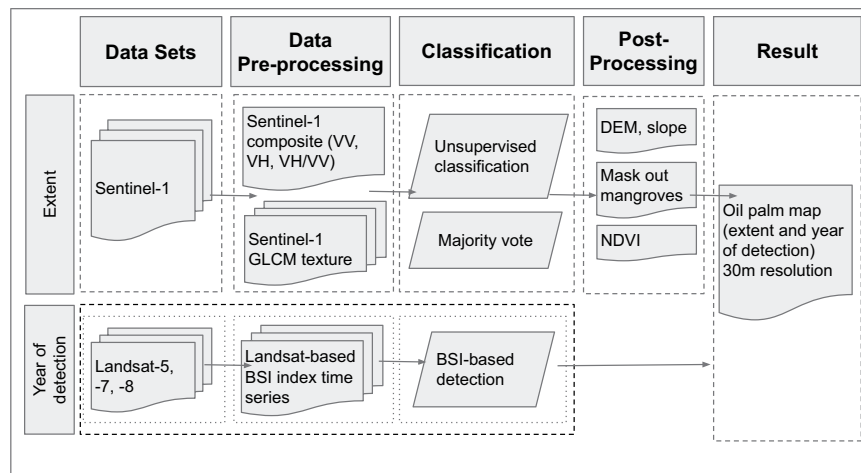 Data Sets
Data
Pre-processing
Classification
Post-
Processing
Result
Extent
Sentinel-1
Sentinel-1
composite (VV,
VH, VH/VV)
Sentinel-1
GLCM texture
Unsupervised
classification
Majority vote
DEM, slope
Mask out
mangroves
NDVI
Oil palm map
(extent and year
of detection)
30m resolution
Year of
detection
Landsat-5,
-7, -8
Landsat-based
BSI index time
series
BSI-based
detection